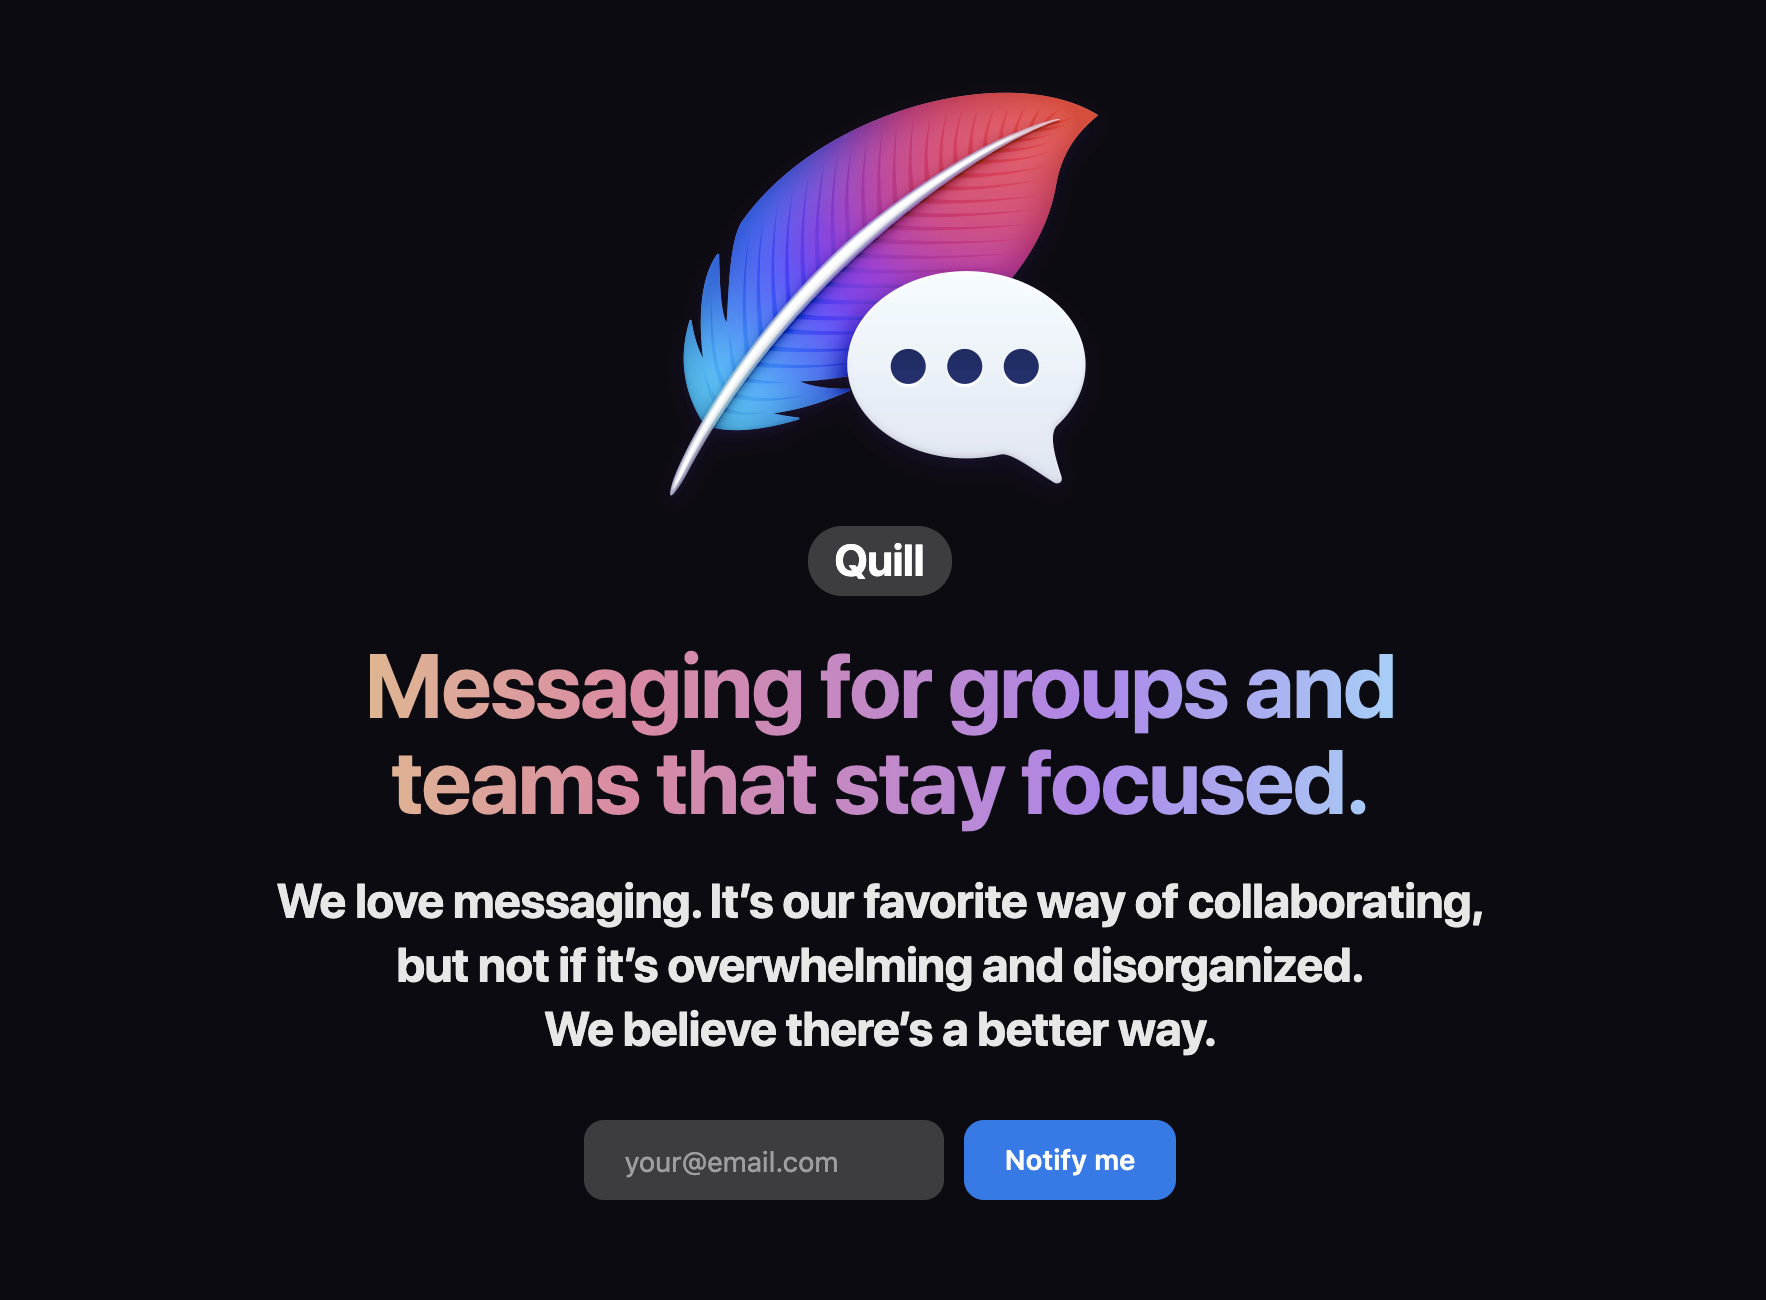 Quill
Messaging for groups and
teams that stay focused.
We love messaging. It’s our favorite way of collaborating,
but not if it’s overwhelming and disorganized.
We believe there’s a better way.
your@email.com
Notify me